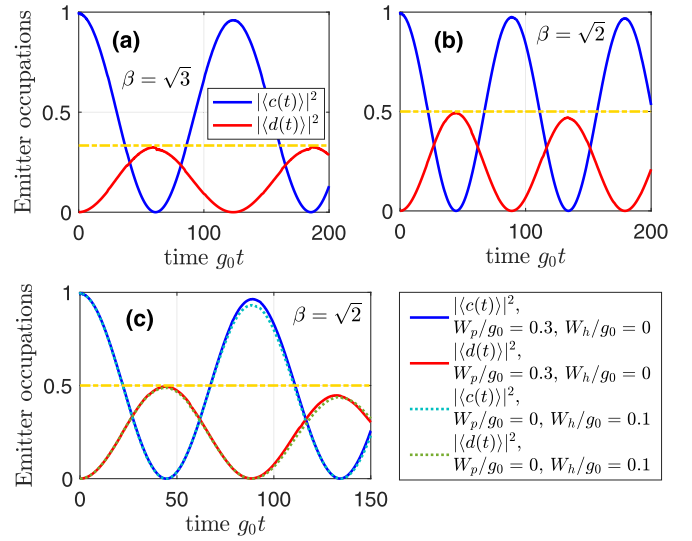 (a)
β = √3
|⟨c(t)⟩|²
|⟨d(t)⟩|²
Emitter occupations
1
0.5
0
0 100 200
time g₀t
(b)
β = √2
1
0.5
0
0 100 200
time g₀t
(c)
β = √2
Emitter occupations
1
0.5
0
0 50 100 150
time g₀t
|⟨c(t)⟩|²,
W_p/g₀ = 0.3, W_h/g₀ = 0
|⟨d(t)⟩|²,
W_p/g₀ = 0.3, W_h/g₀ = 0
|⟨c(t)⟩|²,
W_p/g₀ = 0, W_h/g₀ = 0.1
|⟨d(t)⟩|²,
W_p/g₀ = 0, W_h/g₀ = 0.1